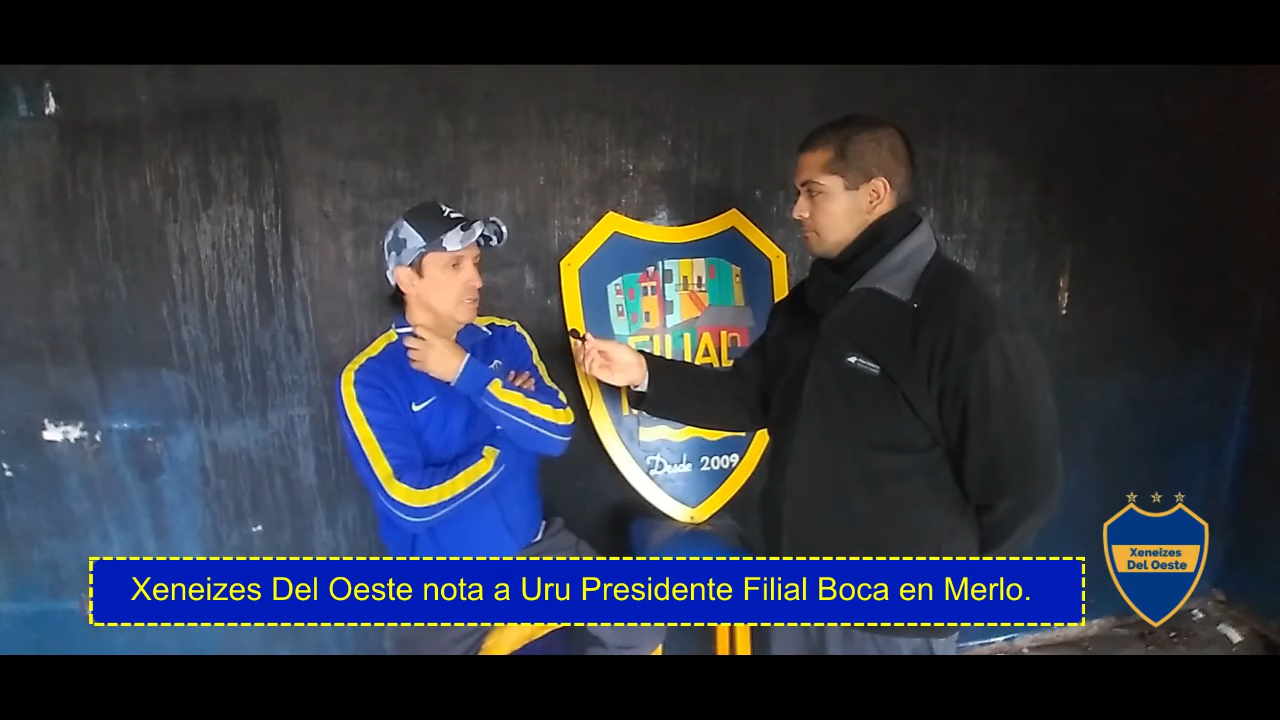 FILIAL
Desde 2009
Xeneizes
Del Oeste
Xeneizes Del Oeste nota a Uru Presidente Filial Boca en Merlo.